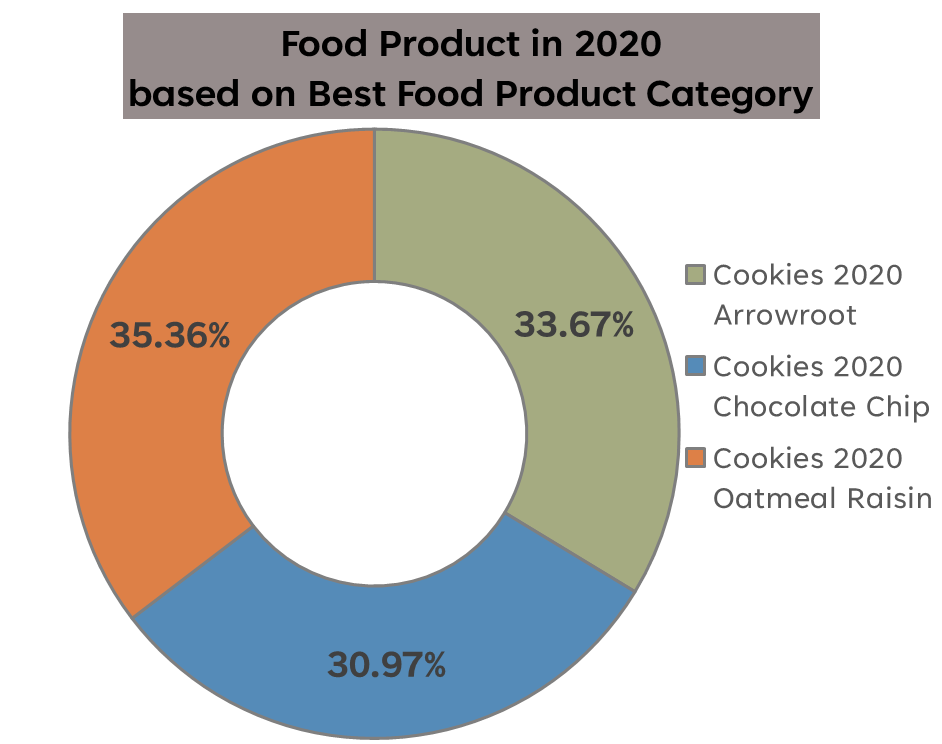 Food Product in 2020
based on Best Food Product Category
35.36%
33.67%
30.97%
Cookies 2020
Arrowroot
Cookies 2020
Chocolate Chip
Cookies 2020
Oatmeal Raisin